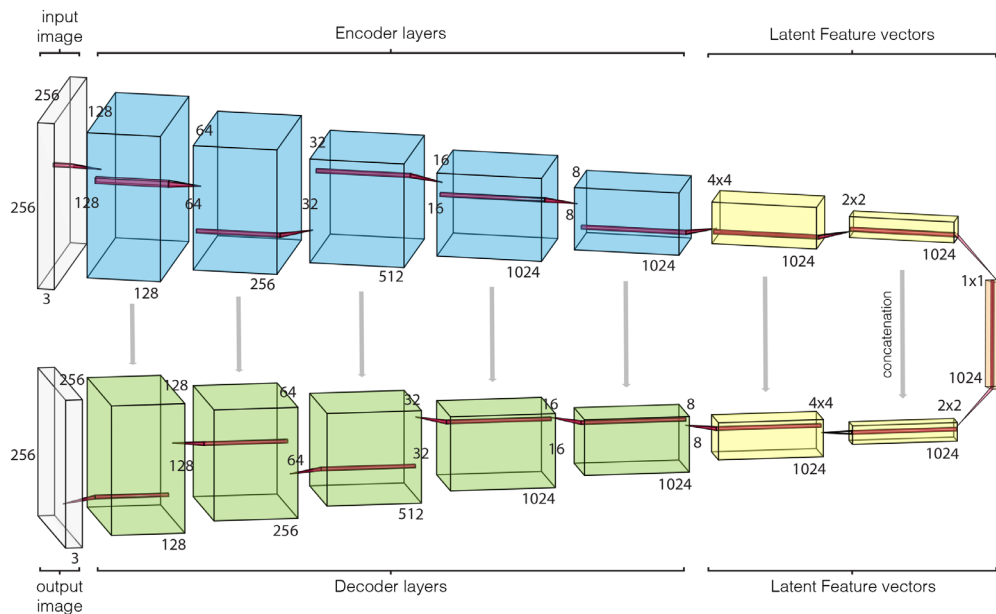 input
image
Encoder layers
Latent Feature vectors
256
256
3
128
128
128
64
64
256
32
32
512
16
16
1024
8
8
1024
4x4
1024
2x2
1024
1x1
1024
concatenation
256
256
3
128
128
128
64
64
256
32
32
512
16
16
1024
8
8
1024
4x4
1024
2x2
1024
output
image
Decoder layers
Latent Feature vectors